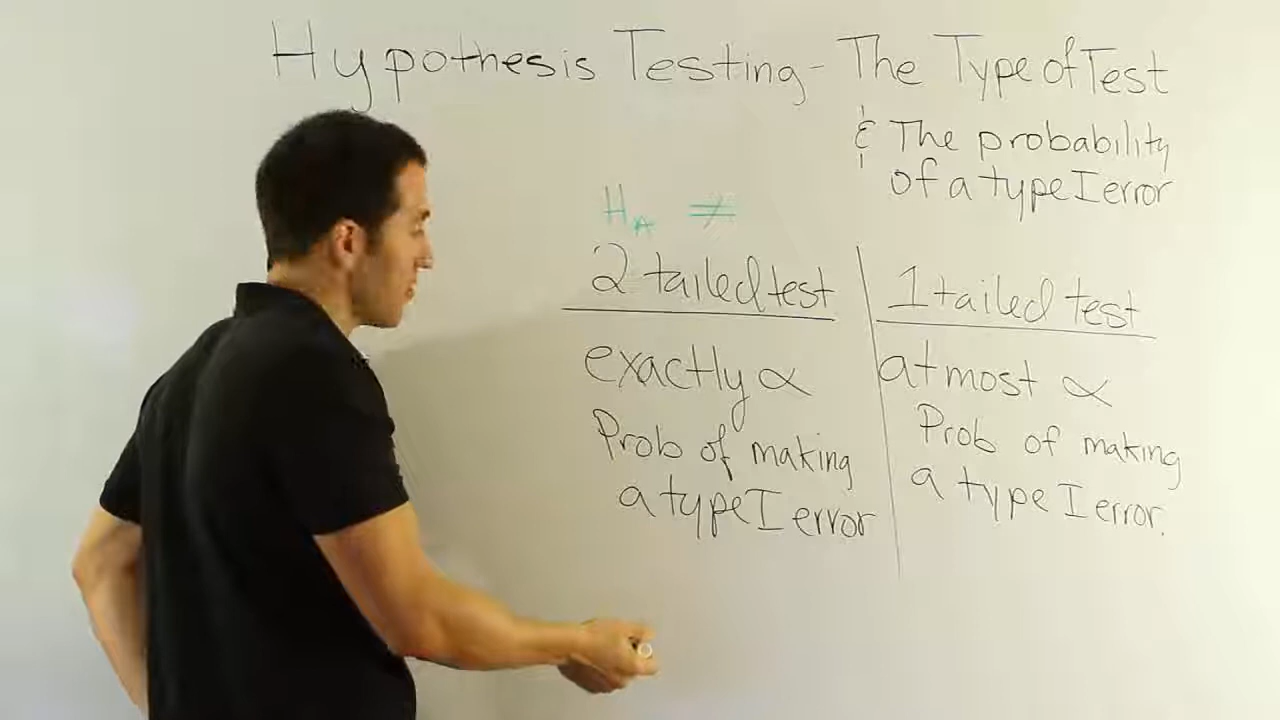 Hypothesis Testing - The Type of Test
& The probability
of a type I error
H_A ≠
2 tailed test
exactly ∝
Prob of making
a type I error
1 tailed test
at most ∝
Prob of making
a type I error.